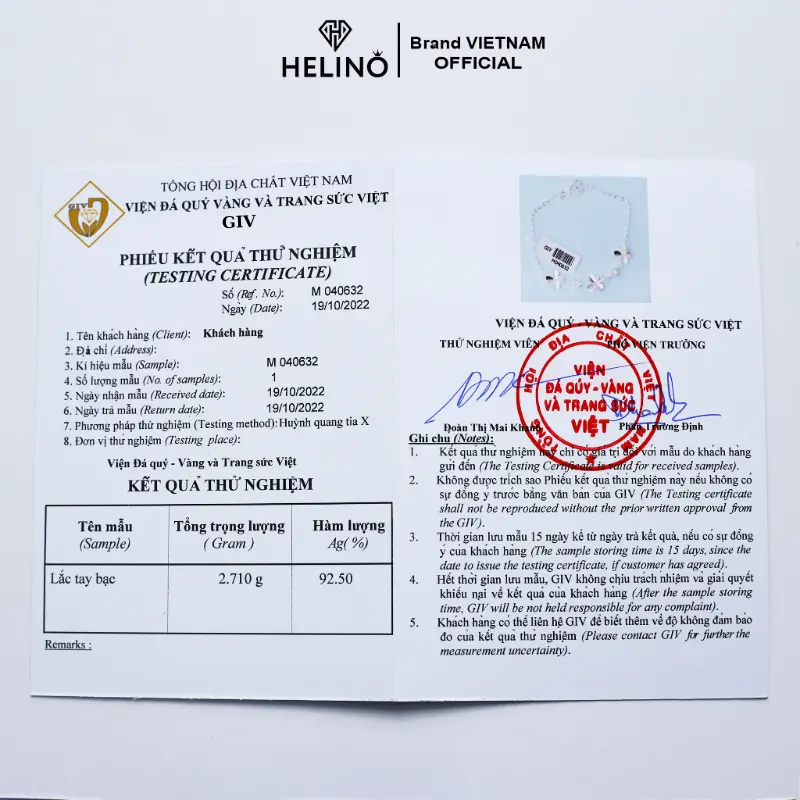 HELINO
Brand VIETNAM
OFFICIAL
TỔNG HỘI ĐỊA CHẤT VIỆT NAM
VIỆN ĐÁ QUÝ VÀNG VÀ TRANG SỨC VIỆT
GIV
PHIẾU KẾT QUẢ THỬ NGHIỆM
(TESTING CERTIFICATE)
Số (Ref. No.): M 040632
Ngày (Date): 19/10/2022
1. Tên khách hàng (Client): Khách hàng
2. Địa chỉ (Address):
3. Kí hiệu mẫu (Sample): M 040632
4. Số lượng mẫu (No. of samples): 1
5. Ngày nhận mẫu (Received date): 19/10/2022
6. Ngày trả mẫu (Return date): 19/10/2022
7. Phương pháp thử nghiệm (Testing method): Huỳnh quang tia X
8. Đơn vị thử nghiệm (Testing place):
Viện Đá quý - Vàng và Trang sức Việt
KẾT QUẢ THỬ NGHIỆM
Tên mẫu Tổng trọng lượng Hàm lượng
(Sample) (Gram) Ag(%)
Lắc tay bạc 2.710 g 92.50
Remarks :
VIỆN ĐÁ QUÝ - VÀNG VÀ TRANG SỨC VIỆT
THỬ NGHIỆM VIÊN PHÓ VIỆN TRƯỞNG
TỔNG HỘI ĐỊA CHẤT VIỆT NAM
VIỆN
ĐÁ QUÝ - VÀNG
VÀ TRANG SỨC
VIỆT
Đoàn Thị Mai Khanh Phan Trường Định
Ghi chu (Notes):
1. Kết qủa thư nghiệm này chỉ có gía trị đối với mẫu do khách hàng
gửi đến (The Testing Certificate is valid for received samples).
2. Không được trích sao Phiếu kết quả thư nghiệm này nếu không có
sự đồng ý trước bằng văn bản của GIV (The Testing certificate
shall not be reproduced without the prior written approval from
the GIV).
3. Thời gian lưu mẫu 15 ngày kể từ ngày trả kết quả, nếu có sự đồng
ý của khách hàng (The sample storing time is 15 days, since the
date to issue the testing certificate, if customer has agreed).
4. Hết thời gian lưu mẫu, GIV không chịu trách nhiệm và giải quyết
khiếu nại về kết quả của khách hàng (After the sample storing
time, GIV will be not held responsible for any complaint).
5. Khách hàng có thể liên hệ GIV để biết thêm về độ không đảm bảo
đo của kết quả thư nghiệm (Please contact GIV for further the
measurement uncertainty).